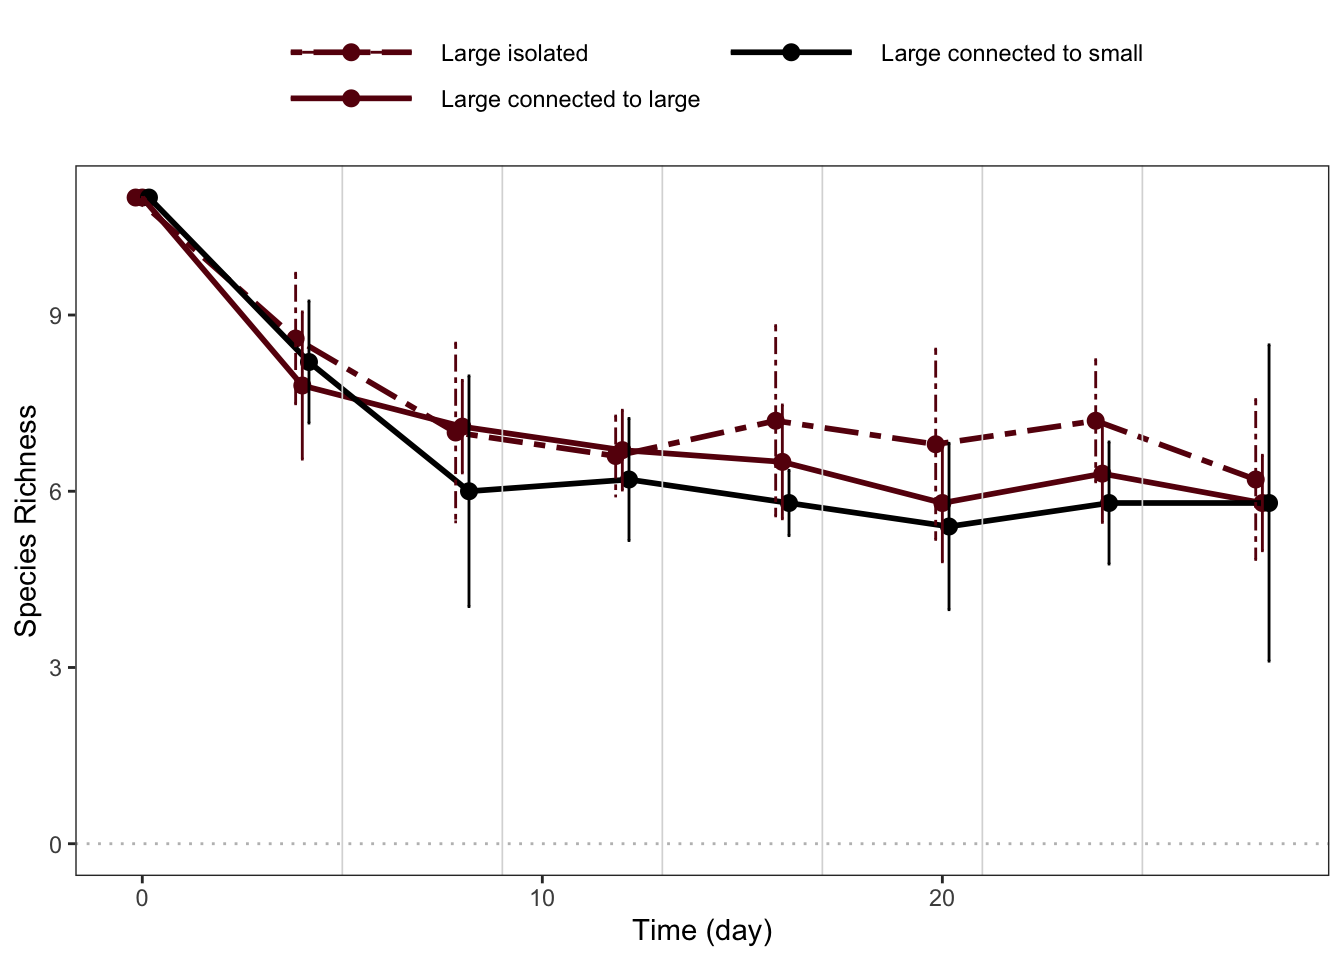 Large isolated
Large connected to small
Large connected to large
Species Richness
9
6
3
0
0
10
20
Time (day)